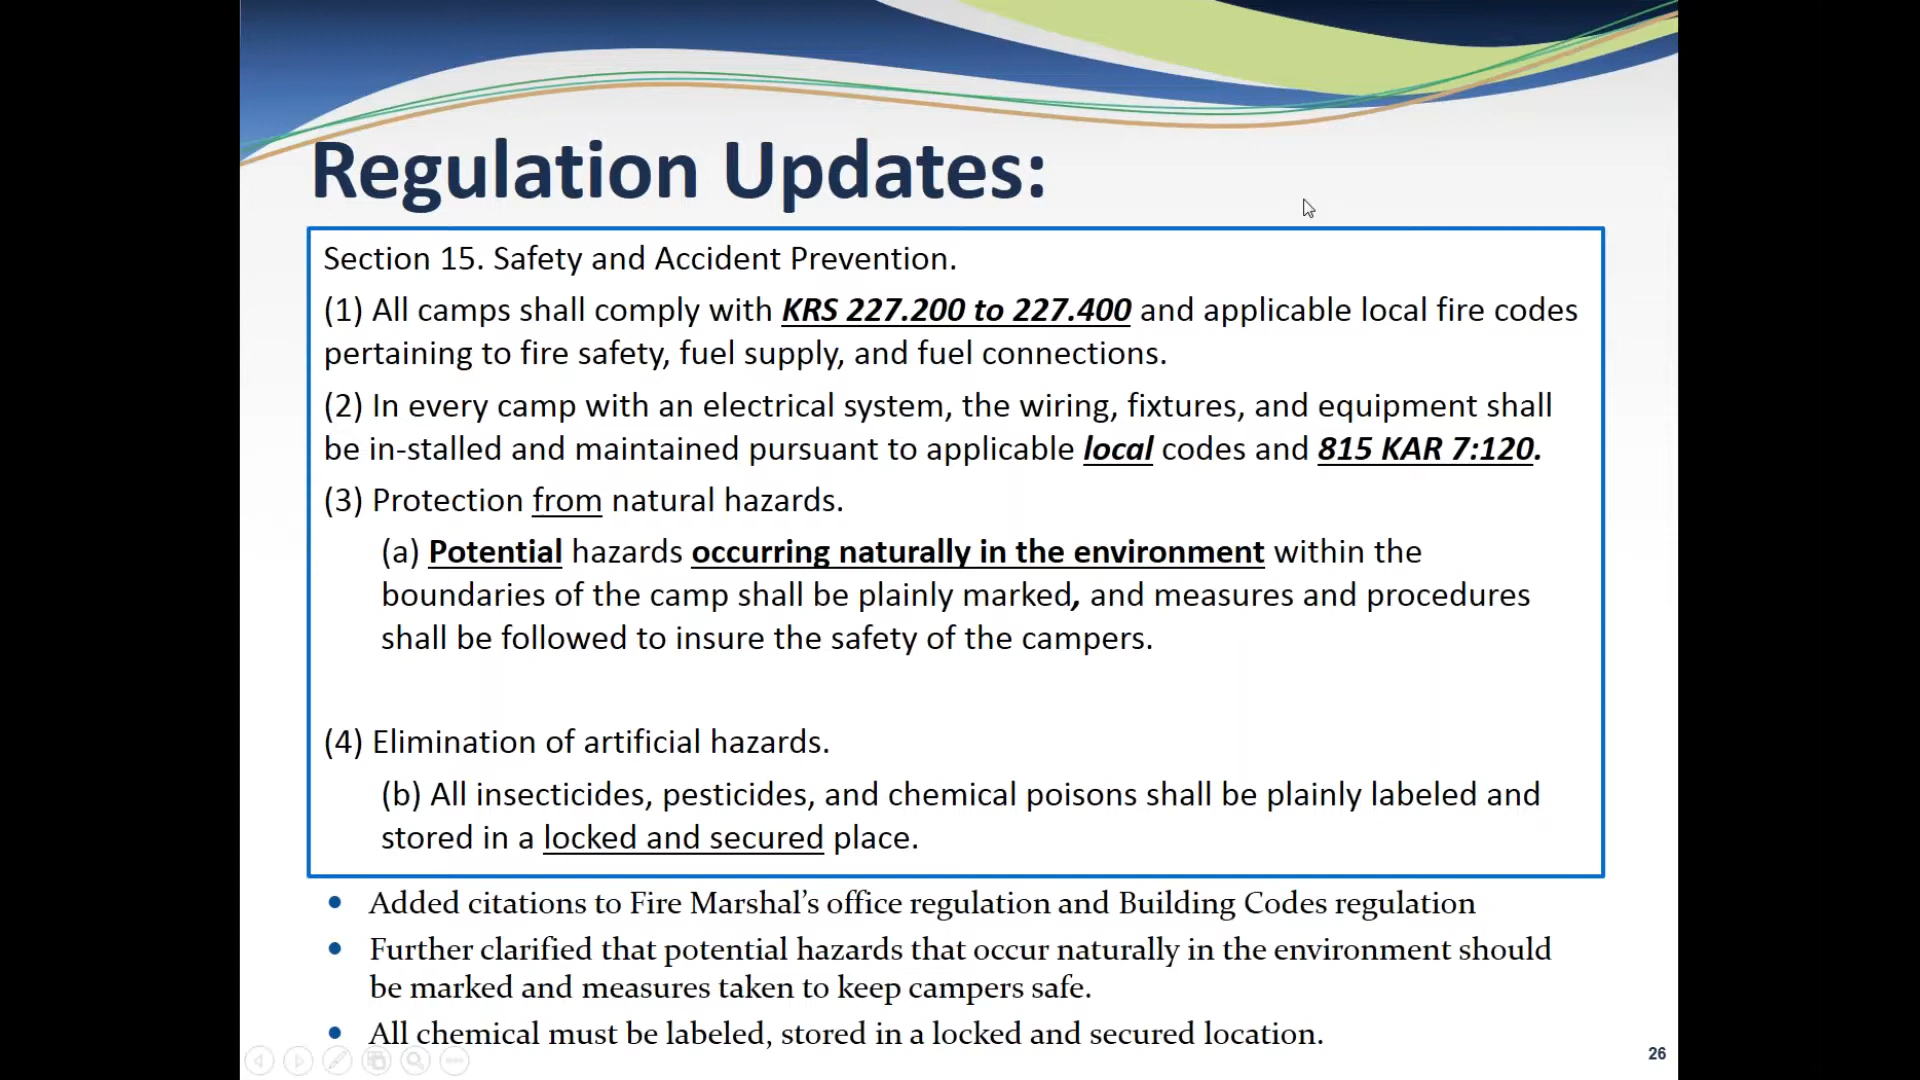 Regulation Updates:
Section 15. Safety and Accident Prevention.
(1) All camps shall comply with KRS 227.200 to 227.400 and applicable local fire codes
pertaining to fire safety, fuel supply, and fuel connections.
(2) In every camp with an electrical system, the wiring, fixtures, and equipment shall
be in-stalled and maintained pursuant to applicable local codes and 815 KAR 7:120.
(3) Protection from natural hazards.
(a) Potential hazards occurring naturally in the environment within the
boundaries of the camp shall be plainly marked, and measures and procedures
shall be followed to insure the safety of the campers.
(4) Elimination of artificial hazards.
(b) All insecticides, pesticides, and chemical poisons shall be plainly labeled and
stored in a locked and secured place.
• Added citations to Fire Marshal’s office regulation and Building Codes regulation
• Further clarified that potential hazards that occur naturally in the environment should
be marked and measures taken to keep campers safe.
• All chemical must be labeled, stored in a locked and secured location.
26